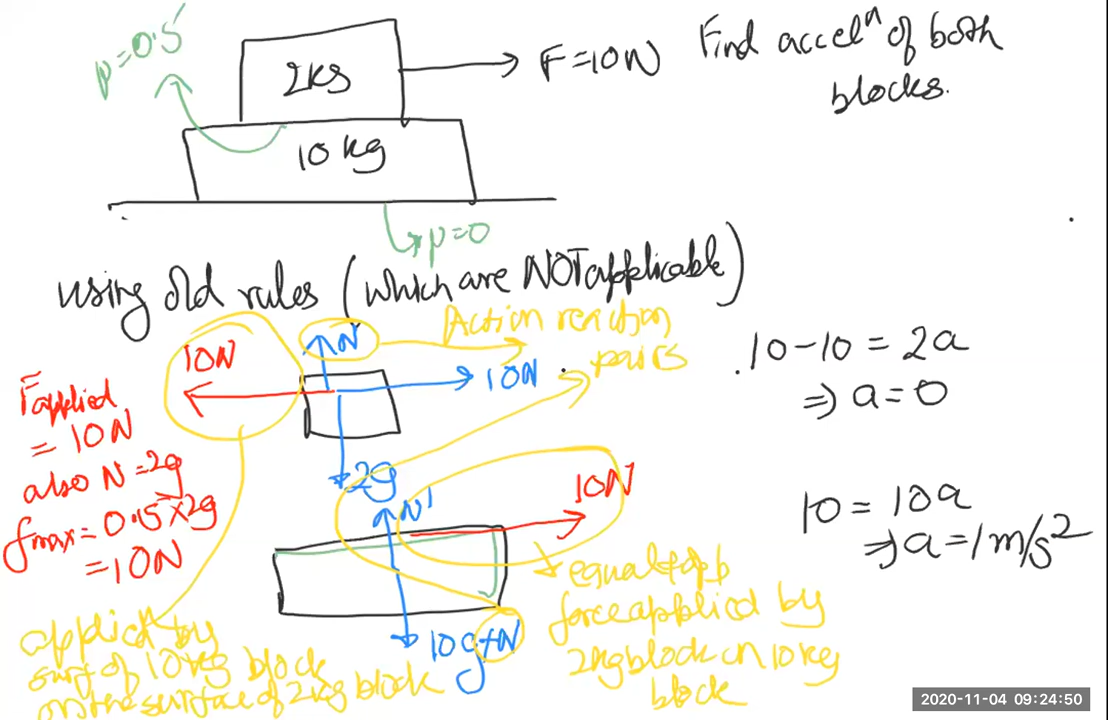 μ=0.5
2kg
F=10N
Find accelⁿ of both
blocks.
10 kg
μ=0
using old rules (which are NOT applicable)
Action reaction
pairs
10N
N
10N
2g
Fapplied
= 10N
also N=2g
fmax= 0.5×2g
=10N
10-10 = 2a
⇒ a=0
N'
10N
10g+N
10 = 10a
⇒ a=1m/s²
applied by
surf of 10kg block
on the surface of 2kg block
equal & opp
force applied by
2kg block on 10kg
block
2020-11-04 09:24:50